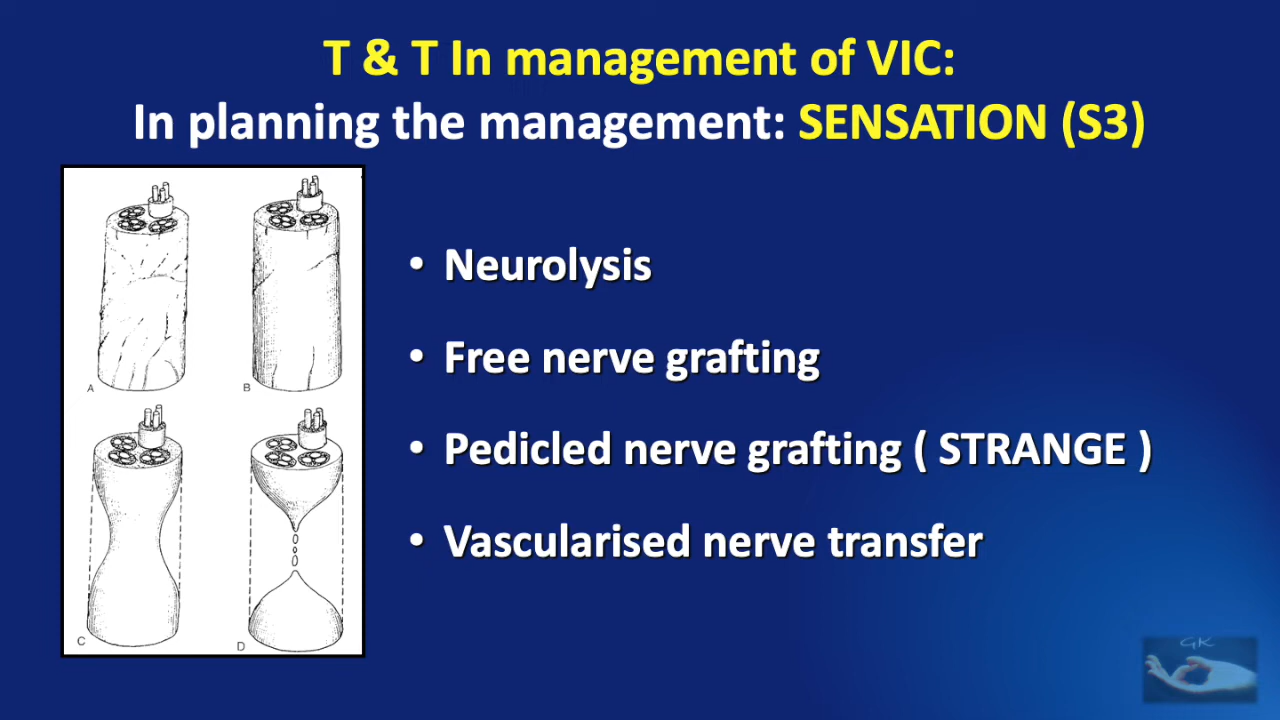 T & T In management of VIC:
In planning the management: SENSATION (S3)
A
B
• Neurolysis
• Free nerve grafting
• Pedicled nerve grafting ( STRANGE )
• Vascularised nerve transfer
C
D
GK